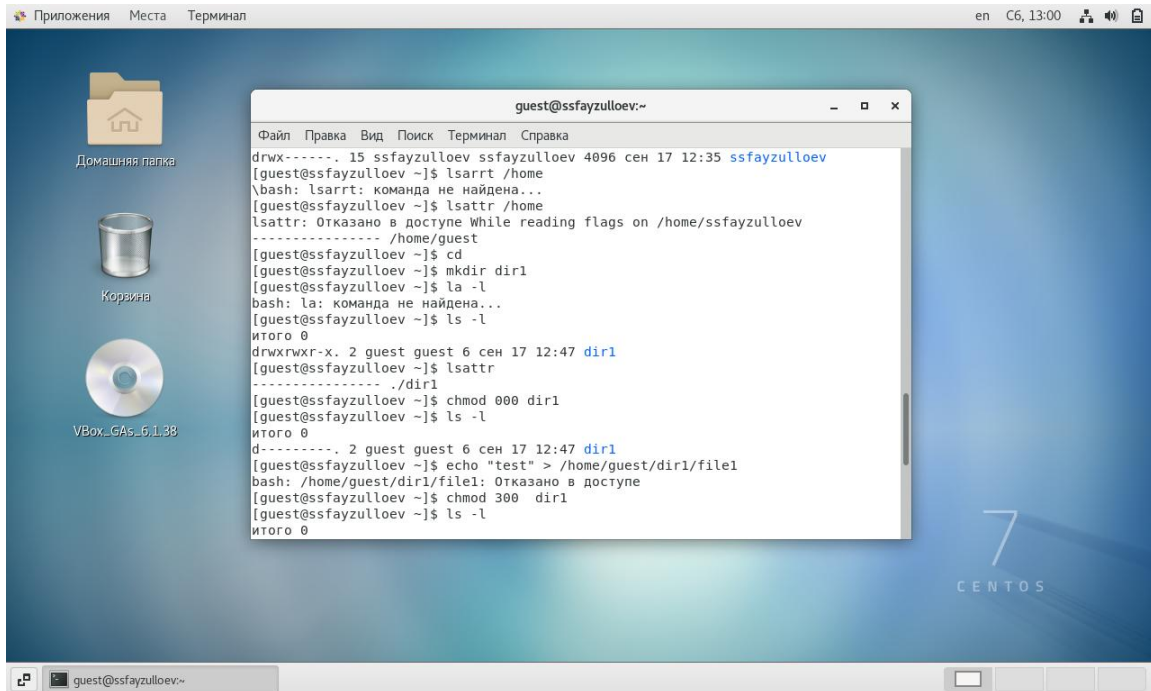 Приложения Места Терминал en Сб, 13:00
Домашняя папка
Корзина
VBox_GAs_6.1.38
guest@ssfayzulloev:~
Файл Правка Вид Поиск Терминал Справка
drwx------. 15 ssfayzulloev ssfayzulloev 4096 сен 17 12:35 ssfayzulloev
[guest@ssfayzulloev ~]$ lsarrt /home
\bash: lsarrt: команда не найдена...
[guest@ssfayzulloev ~]$ lsattr /home
lsattr: Отказано в доступе While reading flags on /home/ssfayzulloev
---------------- /home/guest
[guest@ssfayzulloev ~]$ cd
[guest@ssfayzulloev ~]$ mkdir dir1
[guest@ssfayzulloev ~]$ la -l
bash: la: команда не найдена...
[guest@ssfayzulloev ~]$ ls -l
итого 0
drwxrwxr-x. 2 guest guest 6 сен 17 12:47 dir1
[guest@ssfayzulloev ~]$ lsattr
---------------- ./dir1
[guest@ssfayzulloev ~]$ chmod 000 dir1
[guest@ssfayzulloev ~]$ ls -l
итого 0
d---------. 2 guest guest 6 сен 17 12:47 dir1
[guest@ssfayzulloev ~]$ echo "test" > /home/guest/dir1/file1
bash: /home/guest/dir1/file1: Отказано в доступе
[guest@ssfayzulloev ~]$ chmod 300  dir1
[guest@ssfayzulloev ~]$ ls -l
итого 0
7
CENTOS
guest@ssfayzulloev:~